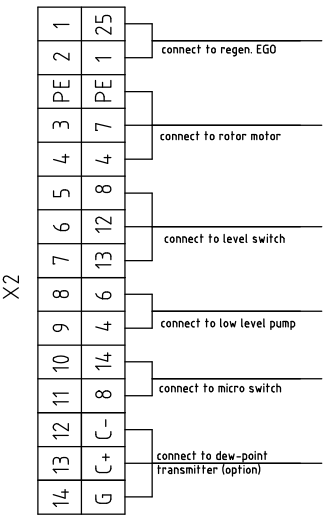 1 25
2 1
connect to regen. EGO
PE PE
3 7
connect to rotor motor
4 4
5 8
6 12
connect to level switch
7 13
X2
8 6
9 4
connect to low level pump
10 14
11 8
connect to micro switch
12 C-
13 C+
connect to dew-point
transmitter (option)
14 G